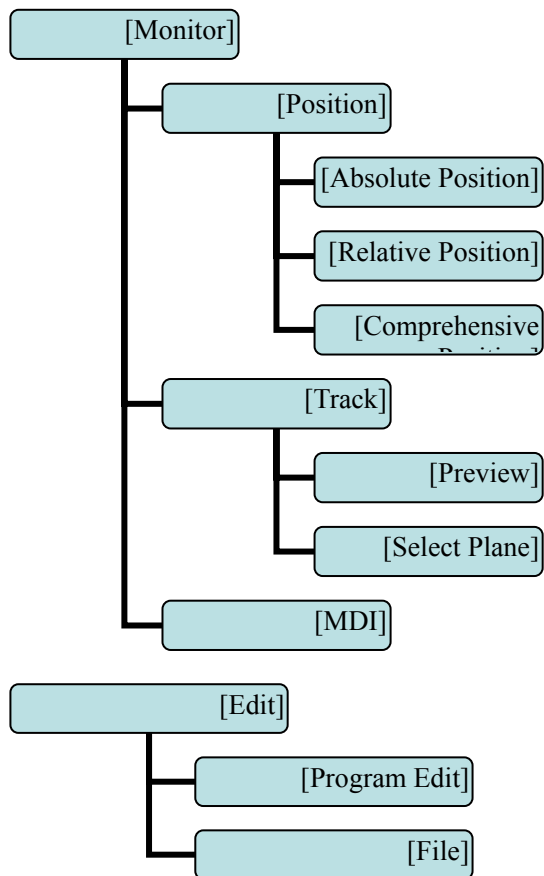 [Monitor]
[Position]
[Absolute Position]
[Relative Position]
[Comprehensive
[Track]
[Preview]
[Select Plane]
[MDI]
[Edit]
[Program Edit]
[File]